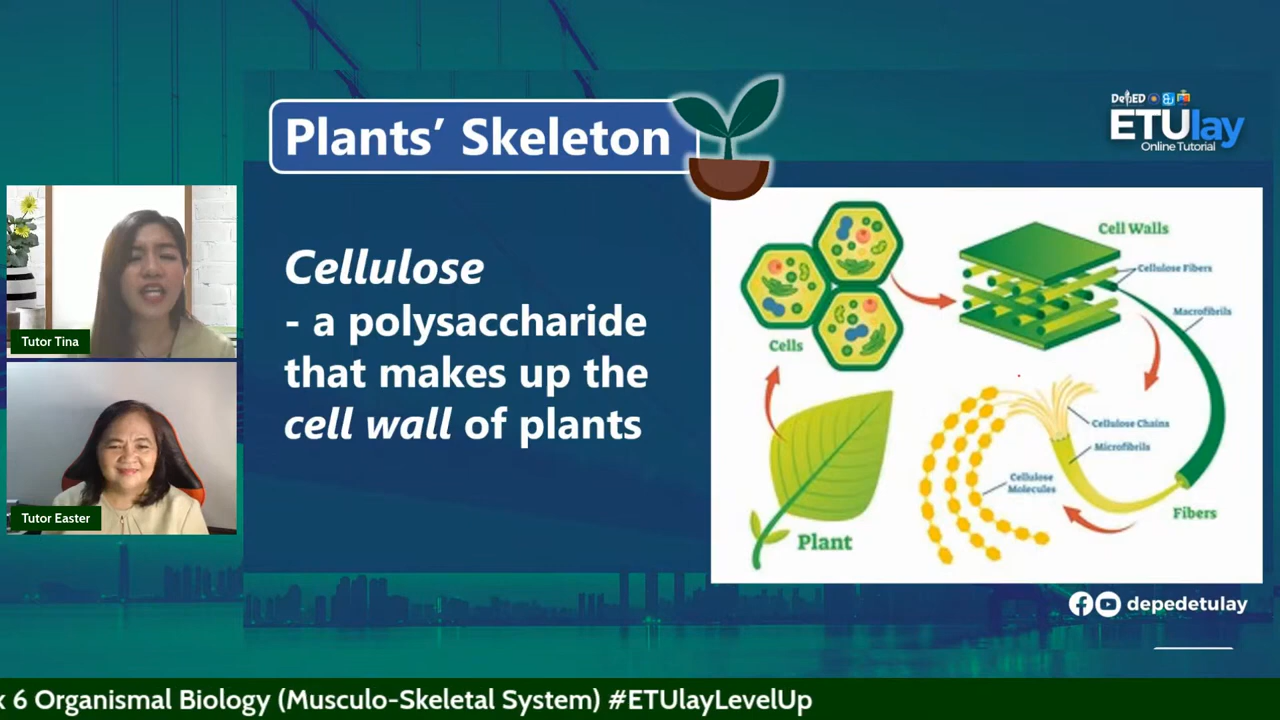 Plants’ Skeleton
DepED
ETUlay
Online Tutorial
Cellulose
- a polysaccharide
that makes up the
cell wall of plants
Tutor Tina
Tutor Easter
Cells
Cell Walls
Cellulose Fibers
Macrofibrils
Cellulose Chains
Microfibrils
Cellulose
Molecules
Fibers
Plant
depedetulay
6 Organismal Biology (Musculo-Skeletal System) #ETUlayLevelUp